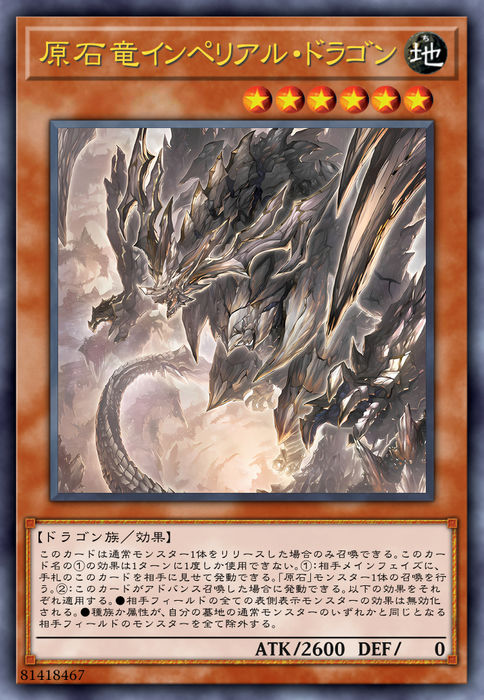 原石竜インペリアル・ドラゴン
ち
地
【ドラゴン族／効果】
このカードは通常モンスター1体をリリースした場合のみ召喚できる。このカー
ド名の①の効果は1ターンに1度しか使用できない。①:相手メインフェイズに、
手札のこのカードを相手に見せて発動できる。「原石」モンスター1体の召喚を行
う。②:このカードがアドバンス召喚した場合に発動できる。以下の効果をそれ
ぞれ適用する。●相手フィールドの全ての表側表示モンスターの効果は無効化
される。●種族か属性が、自分の墓地の通常モンスターのいずれかと同じとなる
相手フィールドのモンスターを全て除外する。
ATK/2600 DEF/ 0
81418467